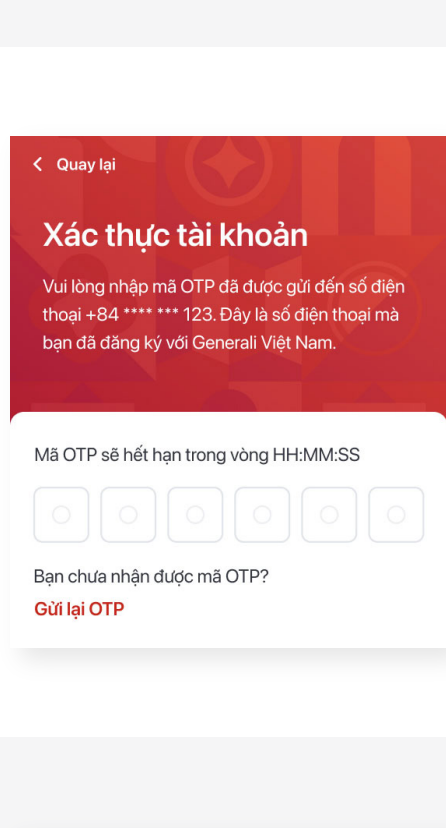 Quay lại
Xác thực tài khoản
Vui lòng nhập mã OTP đã được gửi đến số điện
thoại +84 **** *** 123. Đây là số điện thoại mà
bạn đã đăng ký với Generali Việt Nam.
Mã OTP sẽ hết hạn trong vòng HH:MM:SS
Bạn chưa nhận được mã OTP?
Gửi lại OTP